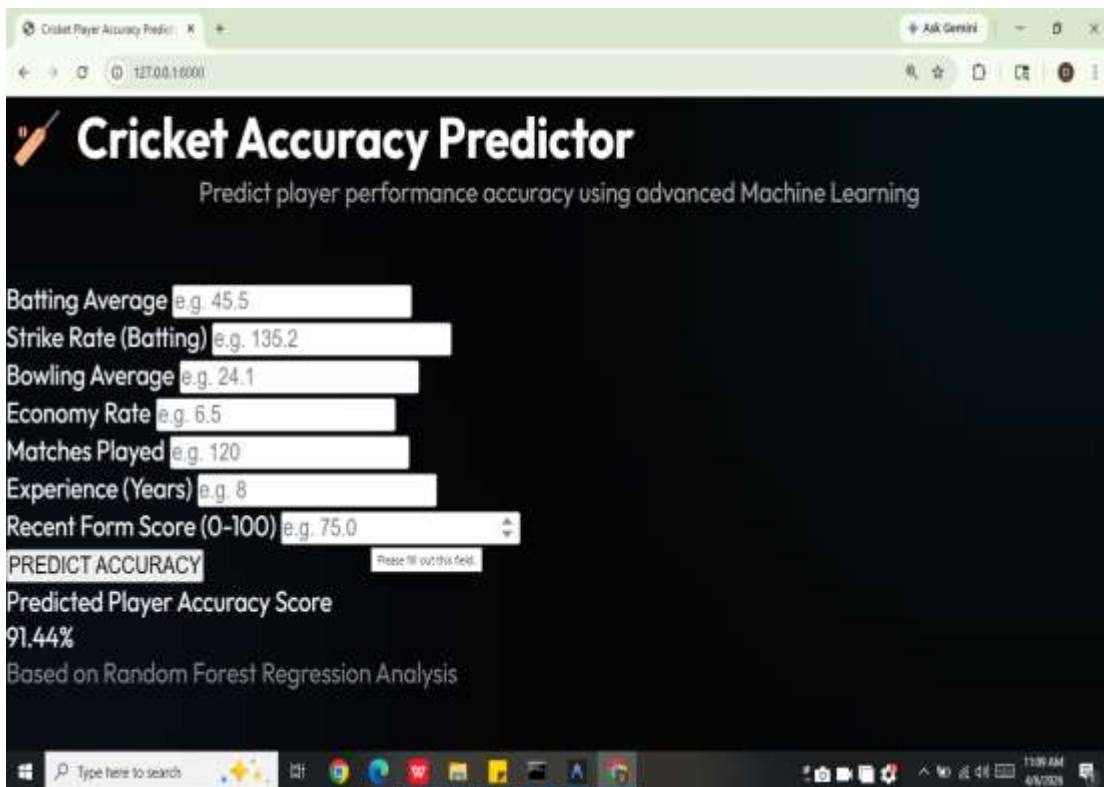 Cricket Player Accuracy Predict
Ask Gemini
127.0.0.1:8000
Cricket Accuracy Predictor
Predict player performance accuracy using advanced Machine Learning
Batting Average e.g. 45.5
Strike Rate (Batting) e.g. 135.2
Bowling Average e.g. 24.1
Economy Rate e.g. 6.5
Matches Played e.g. 120
Experience (Years) e.g. 8
Recent Form Score (0-100) e.g. 75.0
Please fill out this field.
PREDICT ACCURACY
Predicted Player Accuracy Score
91.44%
Based on Random Forest Regression Analysis
Type here to search
11:09 AM